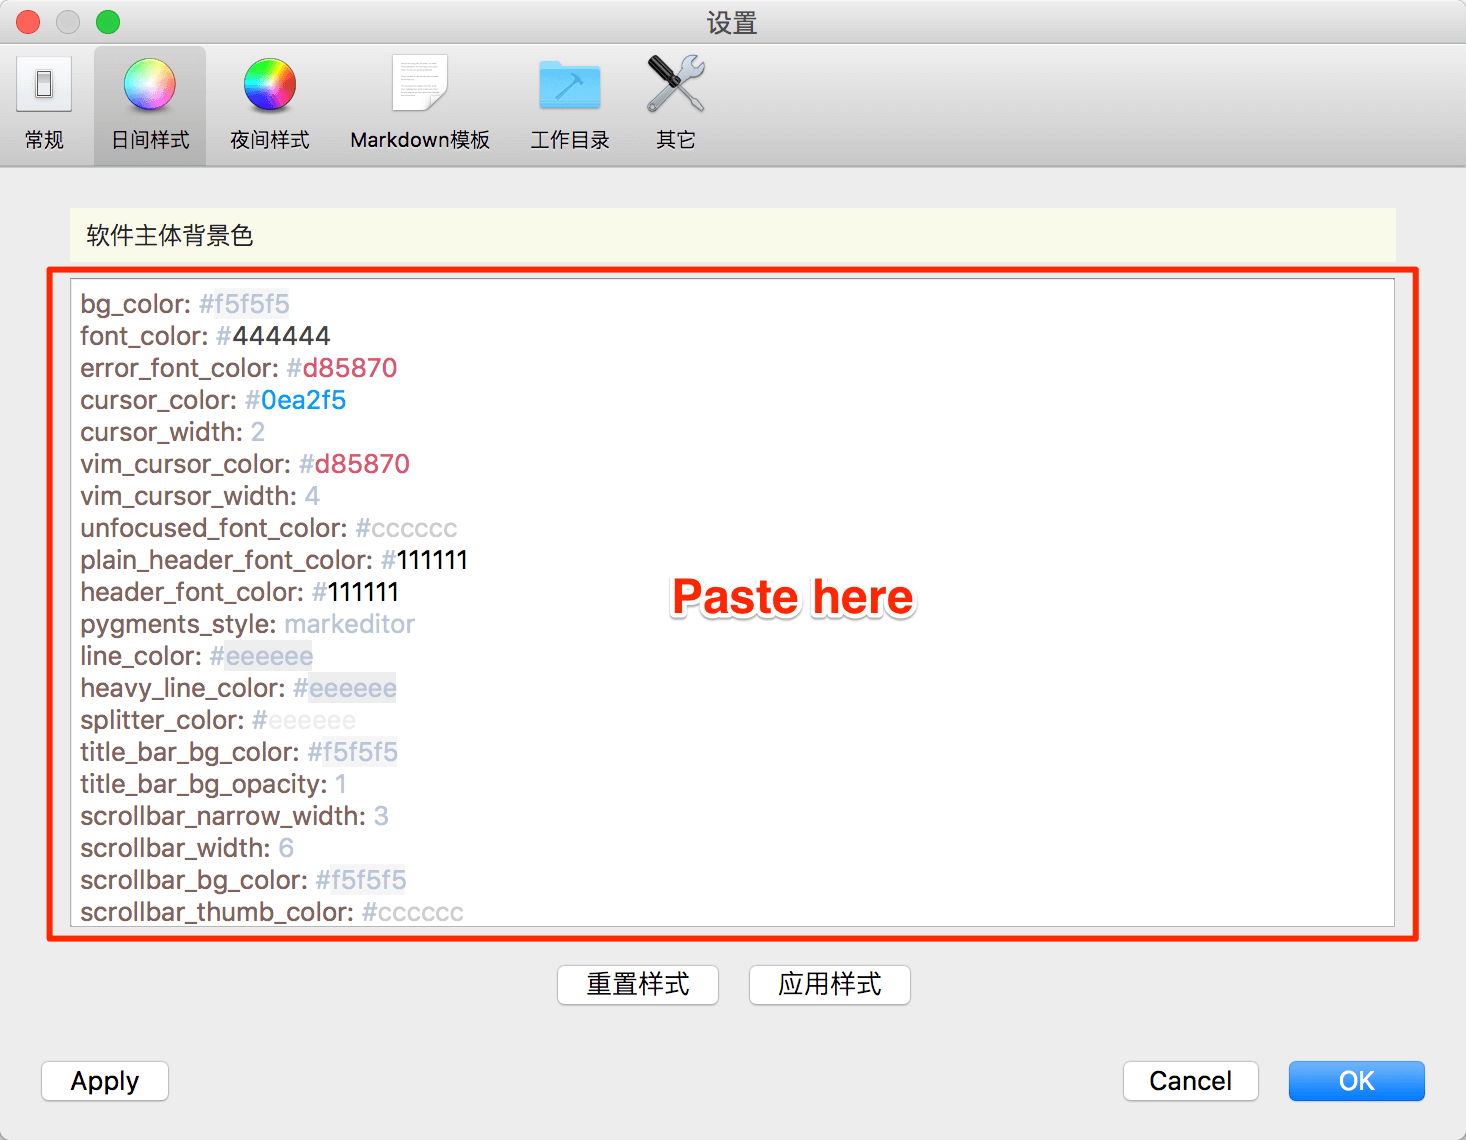 设置
常规
日间样式
夜间样式
Markdown模板
工作目录
其它
软件主体背景色
bg_color: #f5f5f5
font_color: #444444
error_font_color: #d85870
cursor_color: #0ea2f5
cursor_width: 2
vim_cursor_color: #d85870
vim_cursor_width: 4
unfocused_font_color: #cccccc
plain_header_font_color: #111111
header_font_color: #111111
pygments_style: markeditor
line_color: #eeeeee
heavy_line_color: #eeeeee
splitter_color: #eeeeee
title_bar_bg_color: #f5f5f5
title_bar_bg_opacity: 1
scrollbar_narrow_width: 3
scrollbar_width: 6
scrollbar_bg_color: #f5f5f5
scrollbar_thumb_color: #cccccc
Paste here
重置样式
应用样式
Apply
Cancel
OK